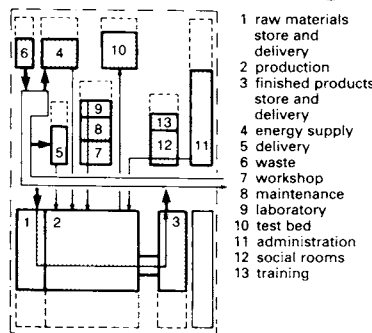 6
4
10
9
8
7
5
13
12
11
1
2
3
1 raw materials
store and
delivery
2 production
3 finished products
store and
delivery
4 energy supply
5 delivery
6 waste
7 workshop
8 maintenance
9 laboratory
10 test bed
11 administration
12 social rooms
13 training